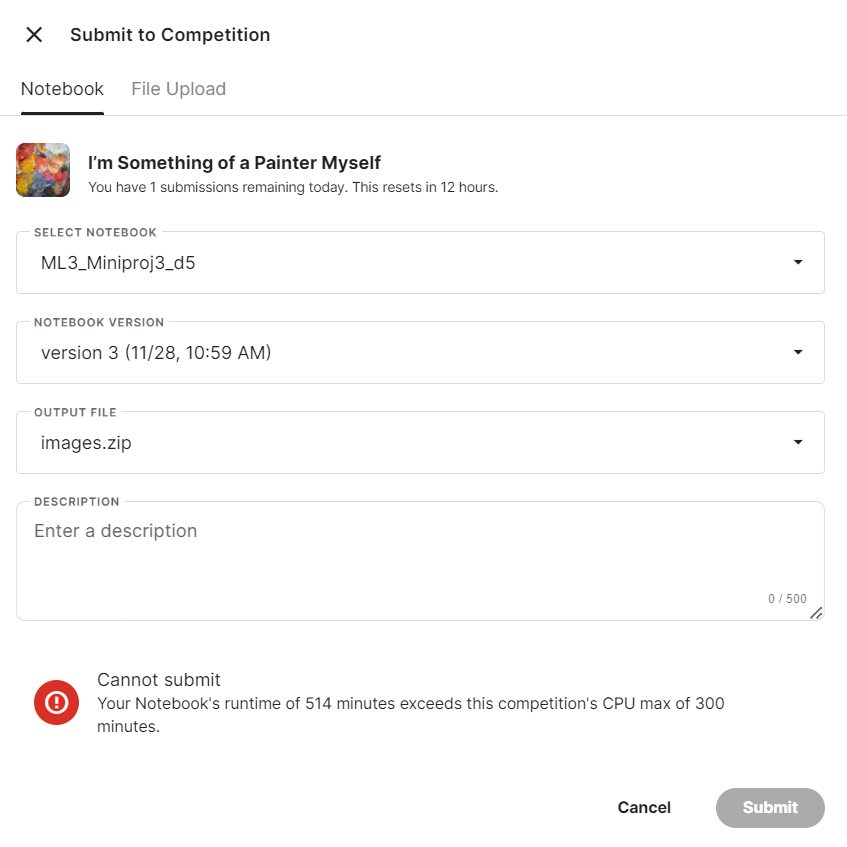 Submit to Competition
Notebook File Upload
I’m Something of a Painter Myself
You have 1 submissions remaining today. This resets in 12 hours.
SELECT NOTEBOOK
ML3_Miniproj3_d5
NOTEBOOK VERSION
version 3 (11/28, 10:59 AM)
OUTPUT FILE
images.zip
DESCRIPTION
Enter a description
0 / 500
Cannot submit
Your Notebook's runtime of 514 minutes exceeds this competition's CPU max of 300
minutes.
Cancel Submit